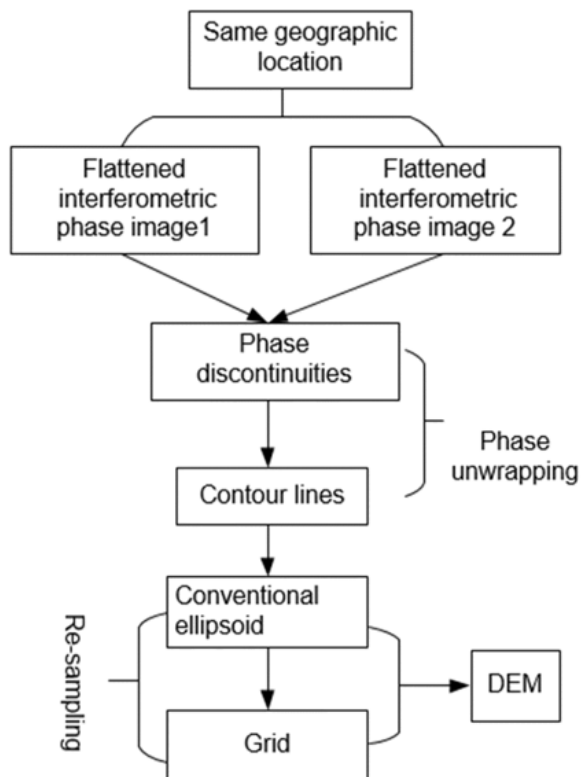 Same geographic
location
Flattened
interferometric
phase image1
Flattened
interferometric
phase image 2
Phase
discontinuities
Phase
unwrapping
Contour lines
Conventional
ellipsoid
Re-sampling
DEM
Grid